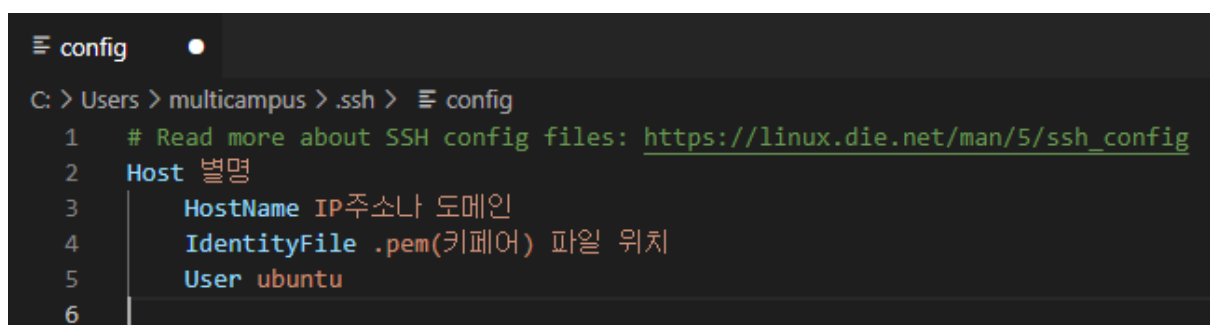 config
C: > Users > multicampus > .ssh > config
1 # Read more about SSH config files: https://linux.die.net/man/5/ssh_config
2 Host 별명
3 HostName IP주소나 도메인
4 IdentityFile .pem(키페어) 파일 위치
5 User ubuntu
6